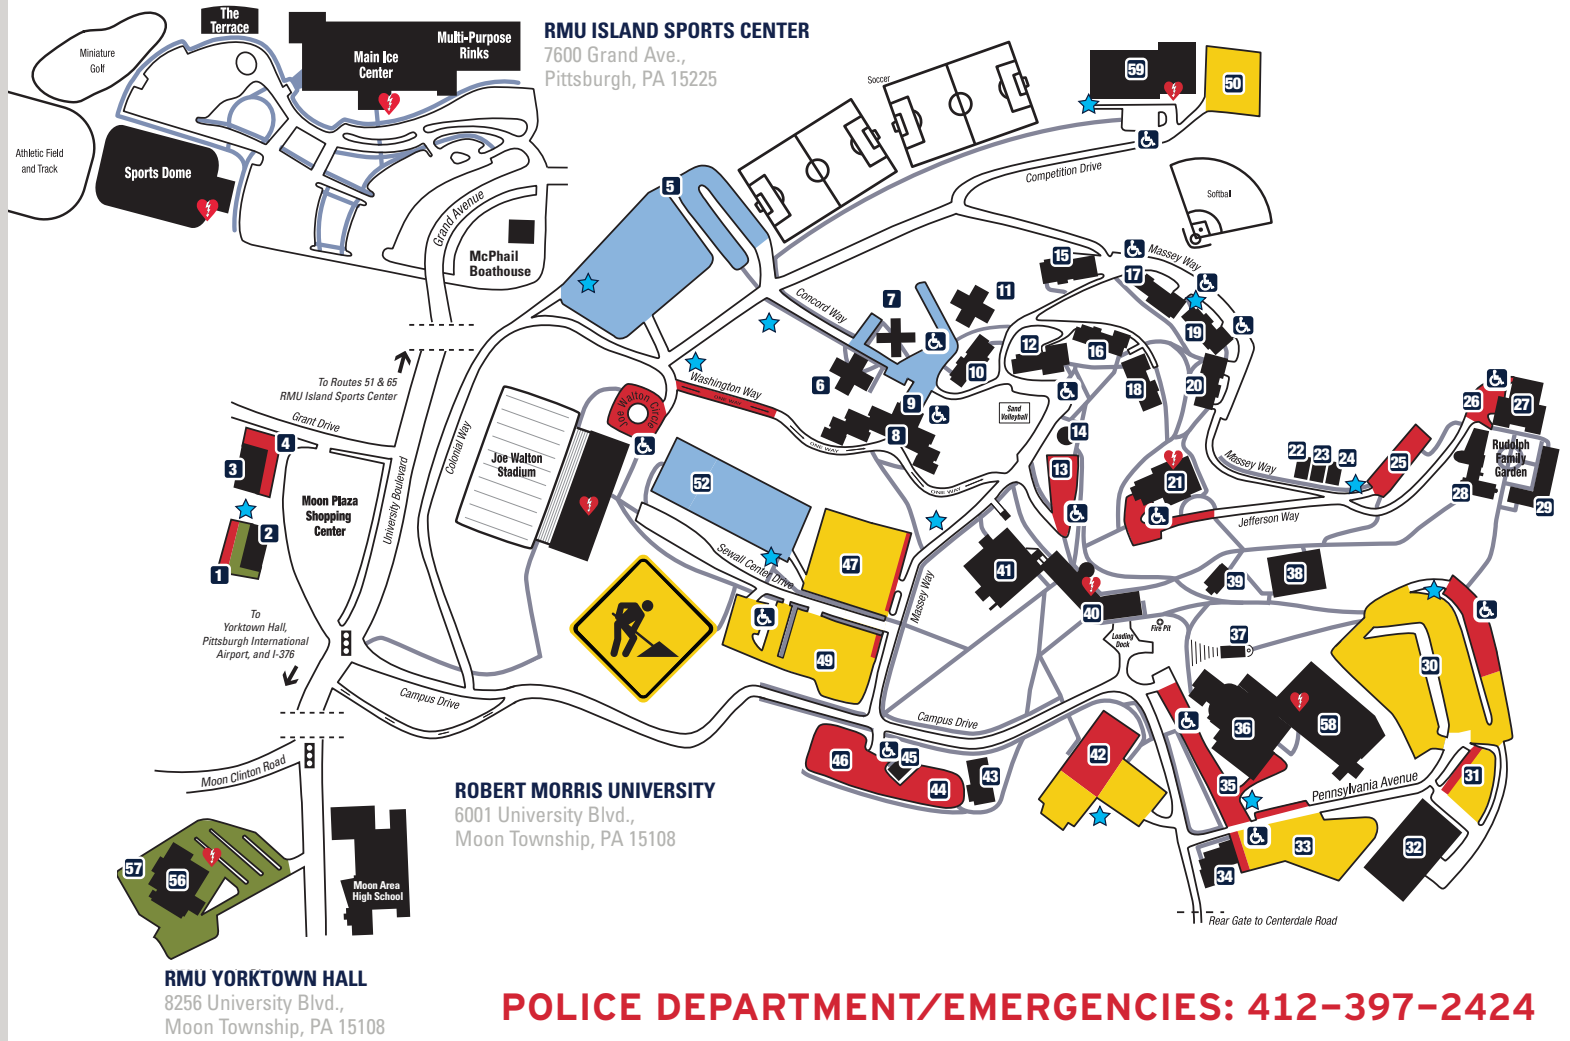 The
Terrace
Miniature
Golf
Main Ice
Center
Multi-Purpose
Rinks
RMU ISLAND SPORTS CENTER
7600 Grand Ave.,
Pittsburgh, PA 15225
Athletic Field
and Track
Sports Dome
Grand Avenue
McPhail
Boathouse
Soccer
59
50
Competition Drive
Softball
5
Massey Way
15
17
11
7
Concord Way
19
12
16
10
6
18
20
9
8
Washington Way
ONE WAY
ONE WAY
ONE WAY
Sand
Volleyball
14
13
To Routes 51 & 65
RMU Island Sports Center
Grant Drive
4
3
2
1
Moon Plaza
Shopping
Center
University Boulevard
Colonial Way
Joe Walton
Stadium
Joe Walton Circle
52
Sewall Center Drive
47
49
Massey Way
21
Massey Way
22
23
24
25
26
27
Rudolph
Family
Garden
28
29
Jefferson Way
41
40
39
38
Fire Pit
Loading
Dock
37
To
Yorktown Hall,
Pittsburgh International
Airport, and I-376
Campus Drive
Campus Drive
30
36
58
31
35
Pennsylvania Avenue
46
45
44
43
42
33
32
34
Rear Gate to Centerdale Road
Moon Clinton Road
ROBERT MORRIS UNIVERSITY
6001 University Blvd.,
Moon Township, PA 15108
57
56
Moon Area
High School
RMU YORKTOWN HALL
8256 University Blvd.,
Moon Township, PA 15108
POLICE DEPARTMENT/EMERGENCIES: 412-397-2424